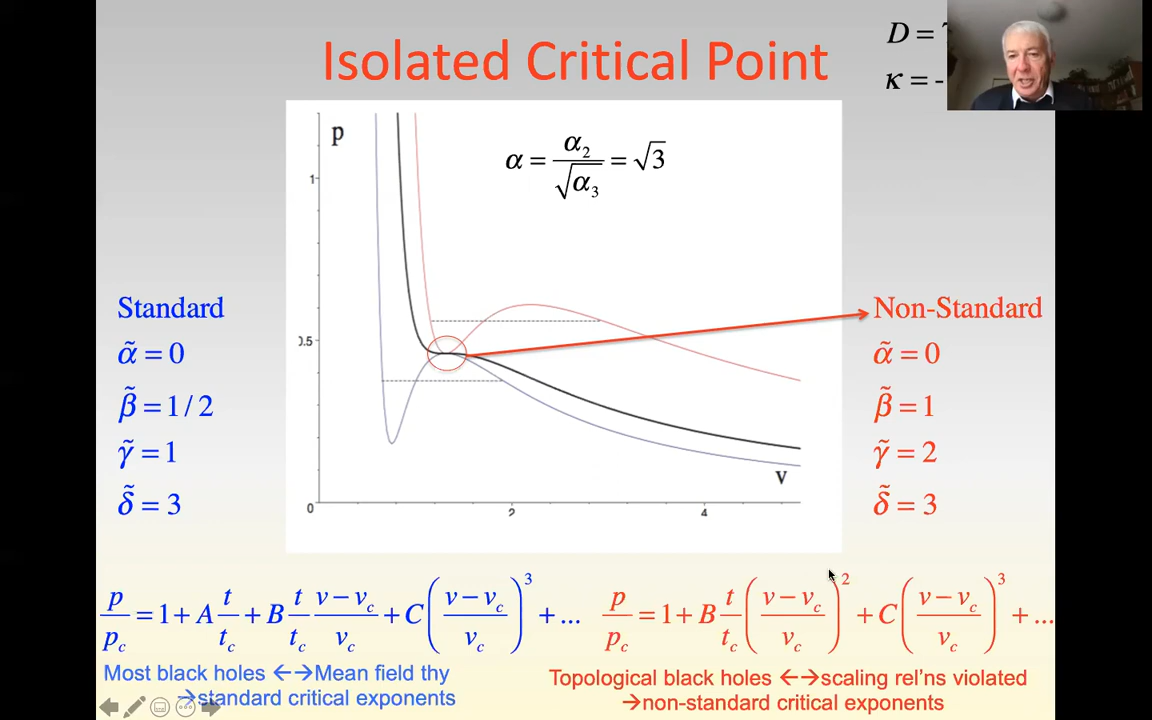 Isolated Critical Point
D =
κ = -
p
α = α₂/√α₃ = √3
1
0.5
0
2
4
v
Standard
α̃ = 0
β̃ = 1/2
γ̃ = 1
δ̃ = 3
Non-Standard
α̃ = 0
β̃ = 1
γ̃ = 2
δ̃ = 3
p/p_c = 1 + A t/t_c + B t/t_c (v − v_c)/v_c + C ((v − v_c)/v_c)³ + ...
p/p_c = 1 + B t/t_c ((v − v_c)/v_c)² + C ((v − v_c)/v_c)³ + ...
Most black holes ←→Mean field thy
→standard critical exponents
Topological black holes ←→scaling rel'ns violated
→non-standard critical exponents